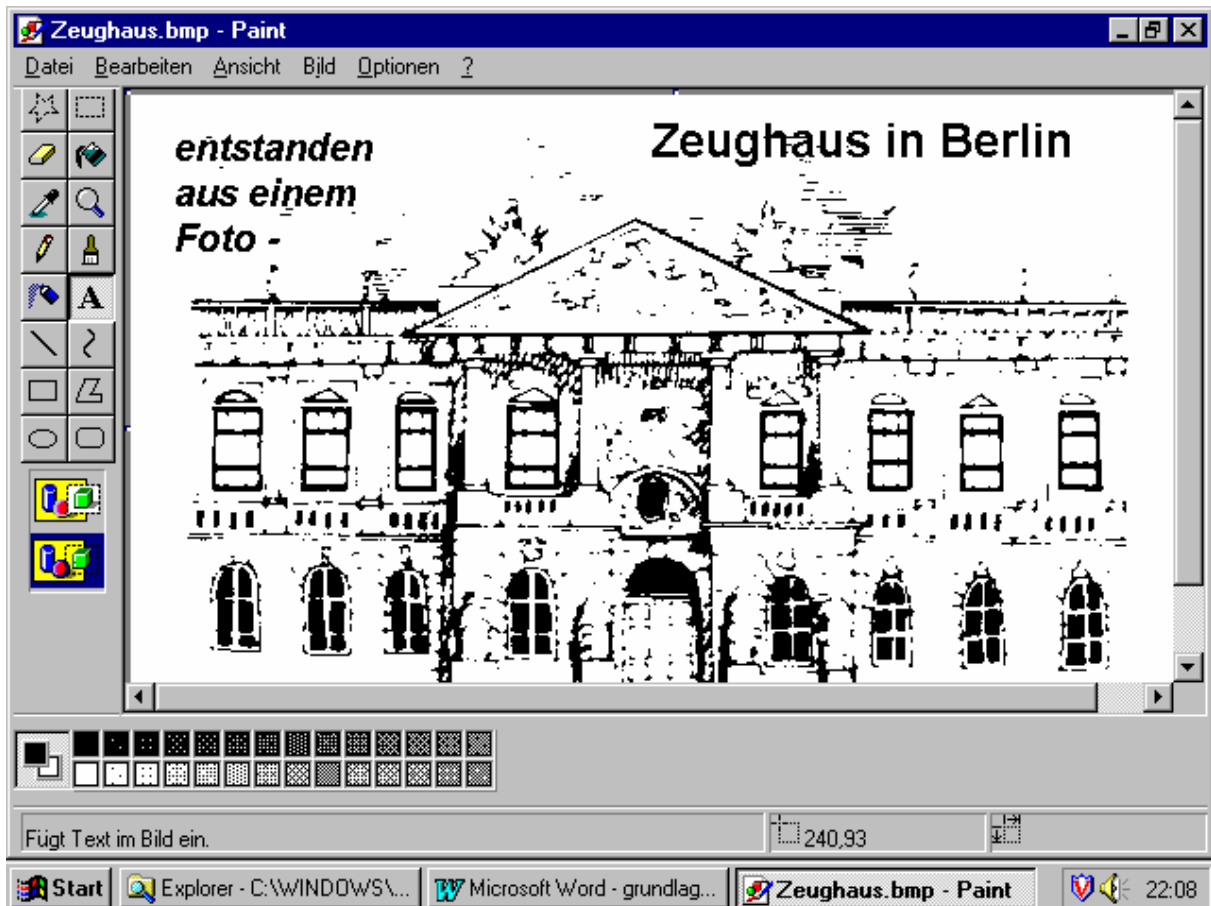 Zeughaus.bmp - Paint
Datei Bearbeiten Ansicht Bild Optionen ?
entstanden
aus einem
Foto -
Zeughaus in Berlin
A
Fügt Text im Bild ein.
240,93
Start
Explorer - C:\WINDOWS\...
Microsoft Word - grundlag...
Zeughaus.bmp - Paint
22:08